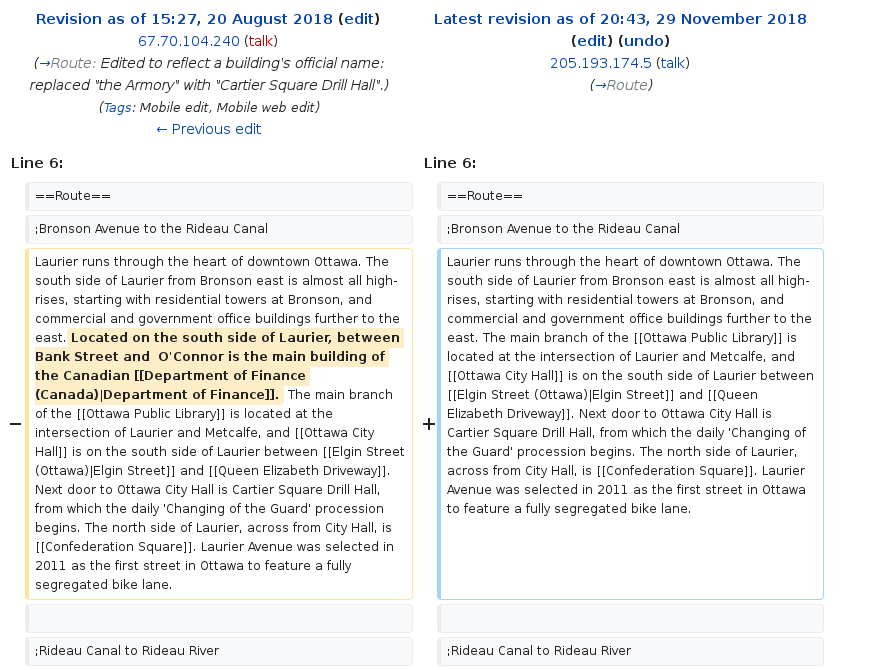 Revision as of 15:27, 20 August 2018 (edit)
67.70.104.240 (talk)
(→Route: Edited to reflect a building's official name:
replaced "the Armory" with "Cartier Square Drill Hall".)
(Tags: Mobile edit, Mobile web edit)
← Previous edit
Latest revision as of 20:43, 29 November 2018
(edit) (undo)
205.193.174.5 (talk)
(→Route)
Line 6:
Line 6:
==Route==
==Route==
;Bronson Avenue to the Rideau Canal
;Bronson Avenue to the Rideau Canal
−
Laurier runs through the heart of downtown Ottawa. The
south side of Laurier from Bronson east is almost all high-
rises, starting with residential towers at Bronson, and
commercial and government office buildings further to the
east. Located on the south side of Laurier, between
Bank Street and  O'Connor is the main building of
the Canadian [[Department of Finance
(Canada)|Department of Finance]].  The main branch
of the [[Ottawa Public Library]] is located at the
intersection of Laurier and Metcalfe, and [[Ottawa City
Hall]] is on the south side of Laurier between [[Elgin Street
(Ottawa)|Elgin Street]] and [[Queen Elizabeth Driveway]].
Next door to Ottawa City Hall is Cartier Square Drill Hall,
from which the daily 'Changing of the Guard' procession
begins. The north side of Laurier, across from City Hall, is
[[Confederation Square]]. Laurier Avenue was selected in
2011 as the first street in Ottawa to feature a fully
segregated bike lane.
+
Laurier runs through the heart of downtown Ottawa. The
south side of Laurier from Bronson east is almost all high-
rises, starting with residential towers at Bronson, and
commercial and government office buildings further to the
east. The main branch of the [[Ottawa Public Library]] is
located at the intersection of Laurier and Metcalfe, and
[[Ottawa City Hall]] is on the south side of Laurier between
[[Elgin Street (Ottawa)|Elgin Street]] and [[Queen
Elizabeth Driveway]]. Next door to Ottawa City Hall is
Cartier Square Drill Hall, from which the daily 'Changing of
the Guard' procession begins. The north side of Laurier,
across from City Hall, is [[Confederation Square]]. Laurier
Avenue was selected in 2011 as the first street in Ottawa
to feature a fully segregated bike lane.
;Rideau Canal to Rideau River
;Rideau Canal to Rideau River